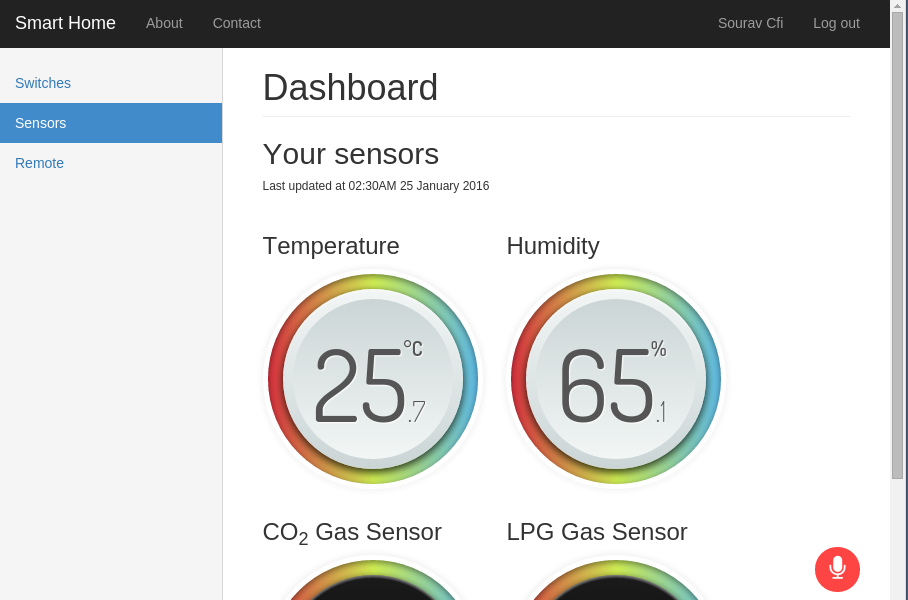 Smart Home About Contact Sourav Cfi Log out
Switches
Sensors
Remote
Dashboard
Your sensors
Last updated at 02:30AM 25 January 2016
Temperature Humidity
25.7°C 65.1%
CO2 Gas Sensor LPG Gas Sensor